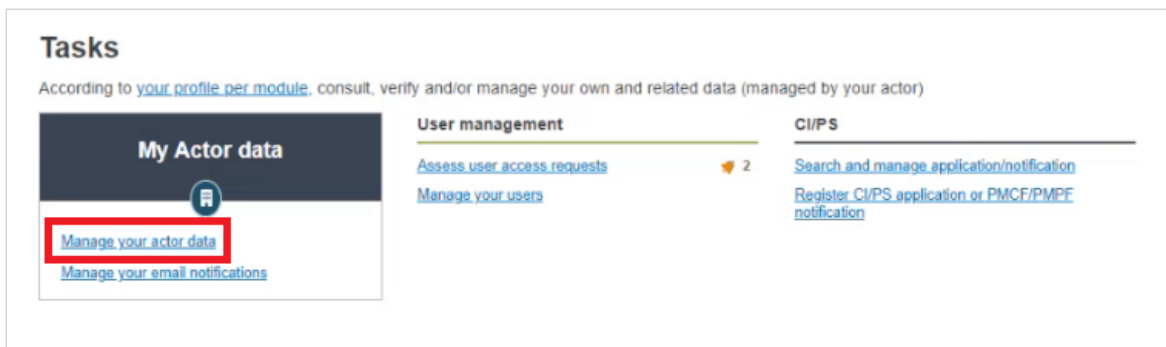 Tasks
According to your profile per module, consult, verify and/or manage your own and related data (managed by your actor)
My Actor data
Manage your actor data
Manage your email notifications
User management
Assess user access requests 2
Manage your users
CI/PS
Search and manage application/notification
Register CI/PS application or PMCF/PMPF
notification